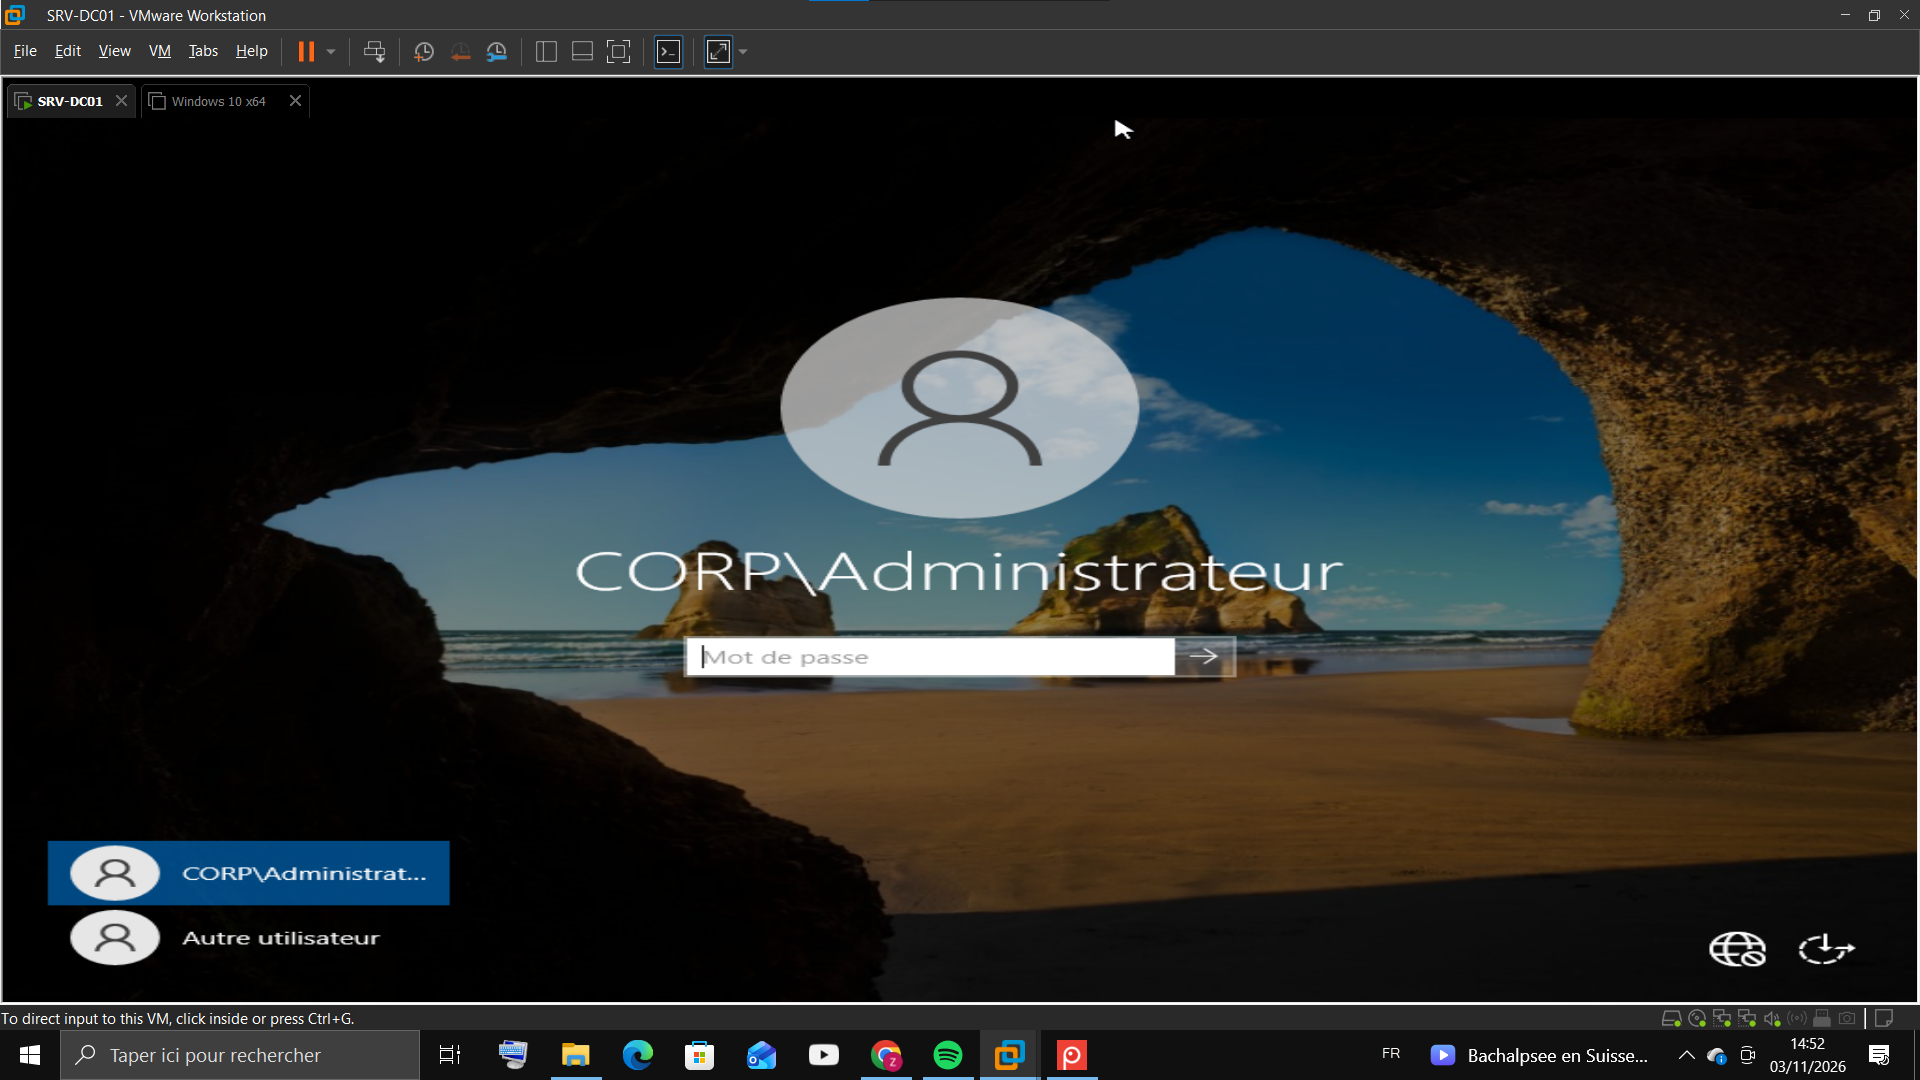 SRV-DC01 - VMware Workstation
File Edit View VM Tabs Help
SRV-DC01
Windows 10 x64
CORP\Administrateur
Mot de passe
CORP\Administrat...
Autre utilisateur
To direct input to this VM, click inside or press Ctrl+G.
Taper ici pour rechercher
FR
Bachalpsee en Suisse...
14:52
03/11/2026